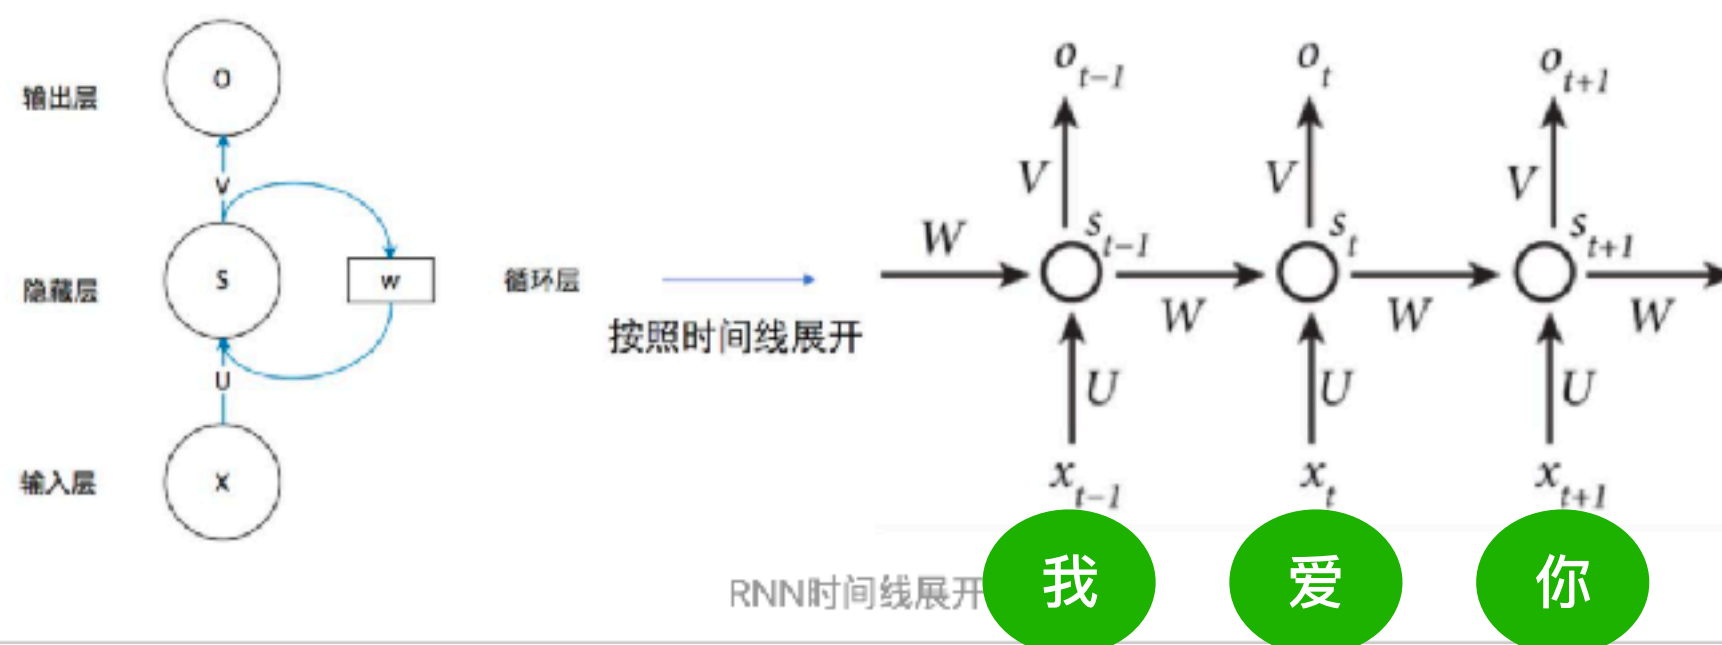 输出层
O
V
隐藏层
S
w
循环层
U
输入层
X
按照时间线展开
o t-1
o t
o t+1
V
V
V
s t-1
s t
s t+1
W
W
W
W
U
U
U
x t-1
x t
x t+1
RNN时间线展开
我
爱
你